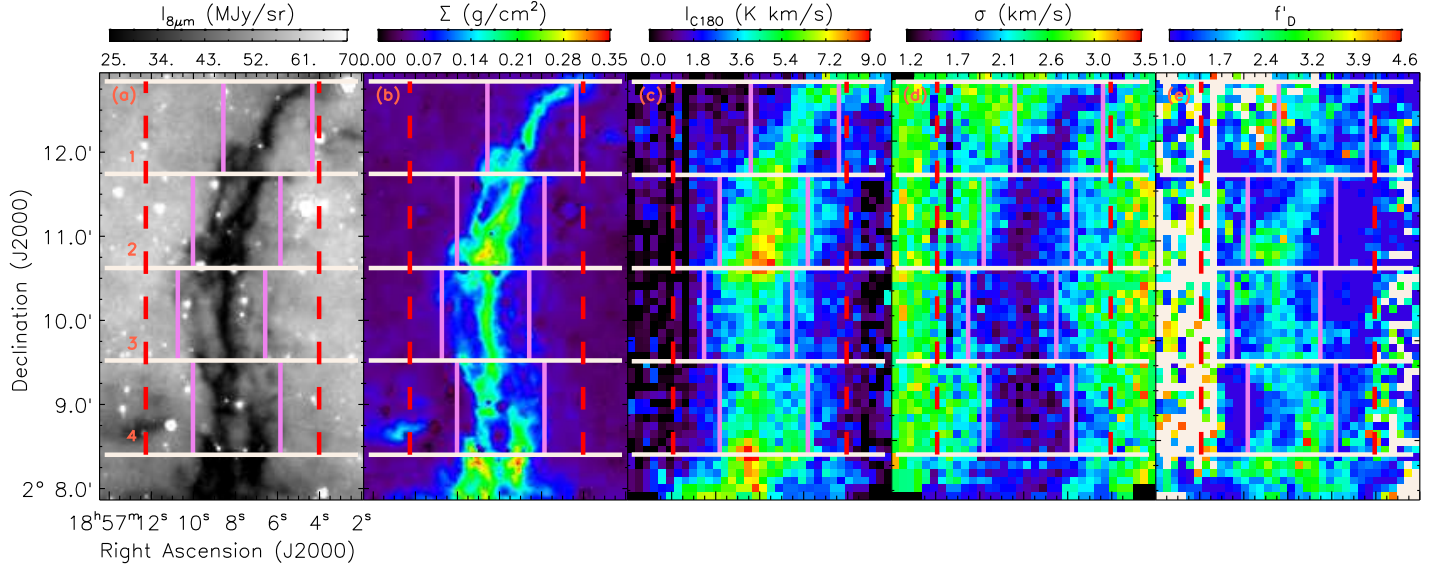 I8μm (MJy/sr) Σ (g/cm²) IC18O (K km/s) σ (km/s) f'D
25. 34. 43. 52. 61. 70 0.00 0.07 0.14 0.21 0.28 0.35 0.0 1.8 3.6 5.4 7.2 9.0 1.2 1.7 2.1 2.6 3.0 3.5 1.0 1.7 2.4 3.2 3.9 4.6
(a) (b) (c) (d) (e)
12.0'
1
11.0'
2
10.0'
3
9.0'
4
2° 8.0'
18ʰ57ᵐ12ˢ 10ˢ 8ˢ 6ˢ 4ˢ 2ˢ
Right Ascension (J2000)
Declination (J2000)